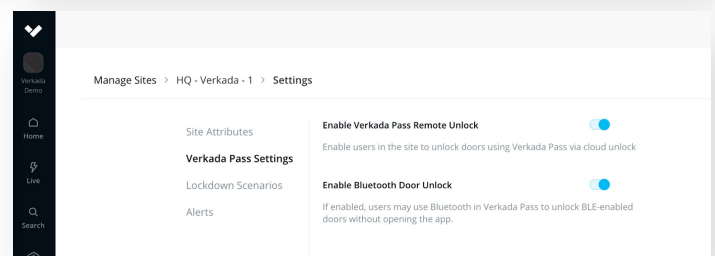 Verkada
Demo
Home
Live
Search
Manage Sites > HQ - Verkada - 1 > Settings
Site Attributes
Verkada Pass Settings
Lockdown Scenarios
Alerts
Enable Verkada Pass Remote Unlock
Enable users in the site to unlock doors using Verkada Pass via cloud unlock
Enable Bluetooth Door Unlock
If enabled, users may use Bluetooth in Verkada Pass to unlock BLE-enabled
doors without opening the app.